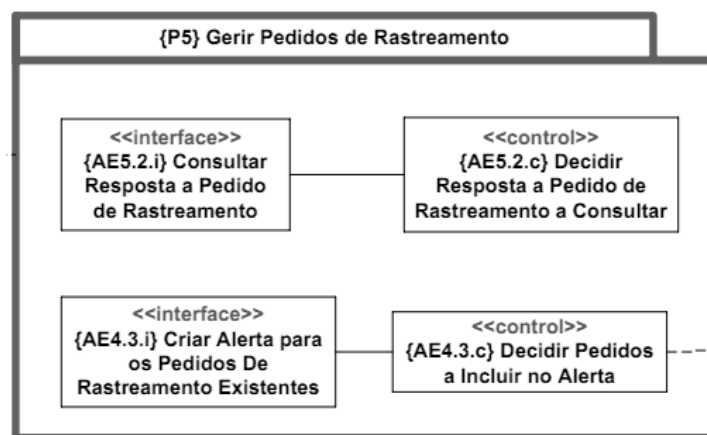 {P5} Gerir Pedidos de Rastreamento
<<interface>>
{AE5.2.i} Consultar
Resposta a Pedido
de Rastreamento
<<control>>
{AE5.2.c} Decidir
Resposta a Pedido de
Rastreamento a Consultar
<<interface>>
{AE4.3.i} Criar Alerta para
os Pedidos De
Rastreamento Existentes
<<control>>
{AE4.3.c} Decidir Pedidos
a Incluir no Alerta